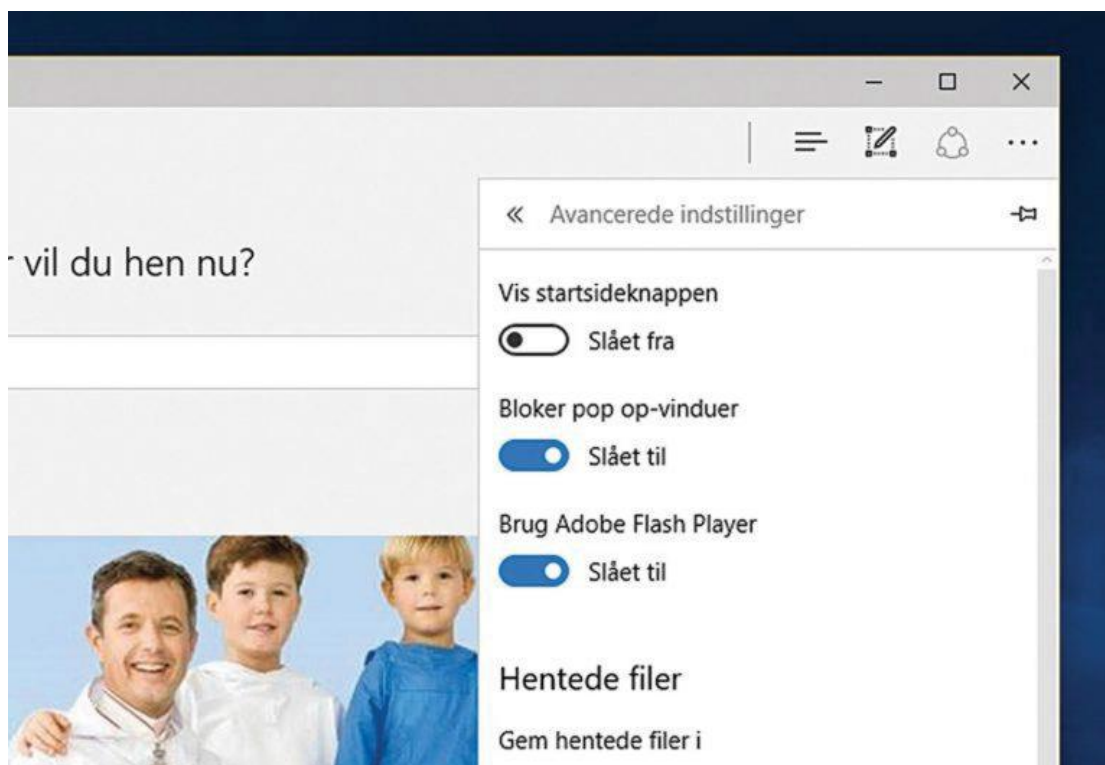 Avancerede indstillinger
vil du hen nu?
Vis startsideknappen
Slået fra
Bloker pop op-vinduer
Slået til
Brug Adobe Flash Player
Slået til
Hentede filer
Gem hentede filer i